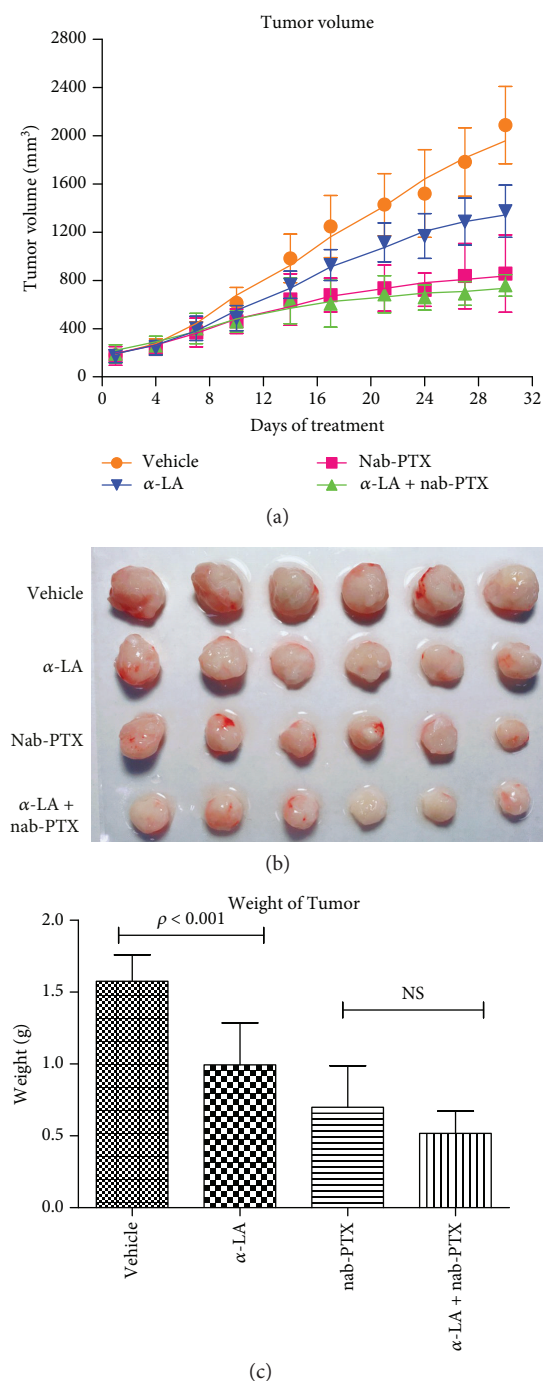 Tumor volume
Tumor volume (mm³)
2800
2400
2000
1600
1200
800
400
0
0 4 8 12 16 20 24 28 32
Days of treatment
Vehicle
Nab-PTX
α-LA
α-LA + nab-PTX
(a)
Vehicle
α-LA
Nab-PTX
α-LA +
nab-PTX
(b)
Weight of Tumor
Weight (g)
2.0
1.5
1.0
0.5
0.0
ρ < 0.001
NS
Vehicle
α-LA
nab-PTX
α-LA + nab-PTX
(c)